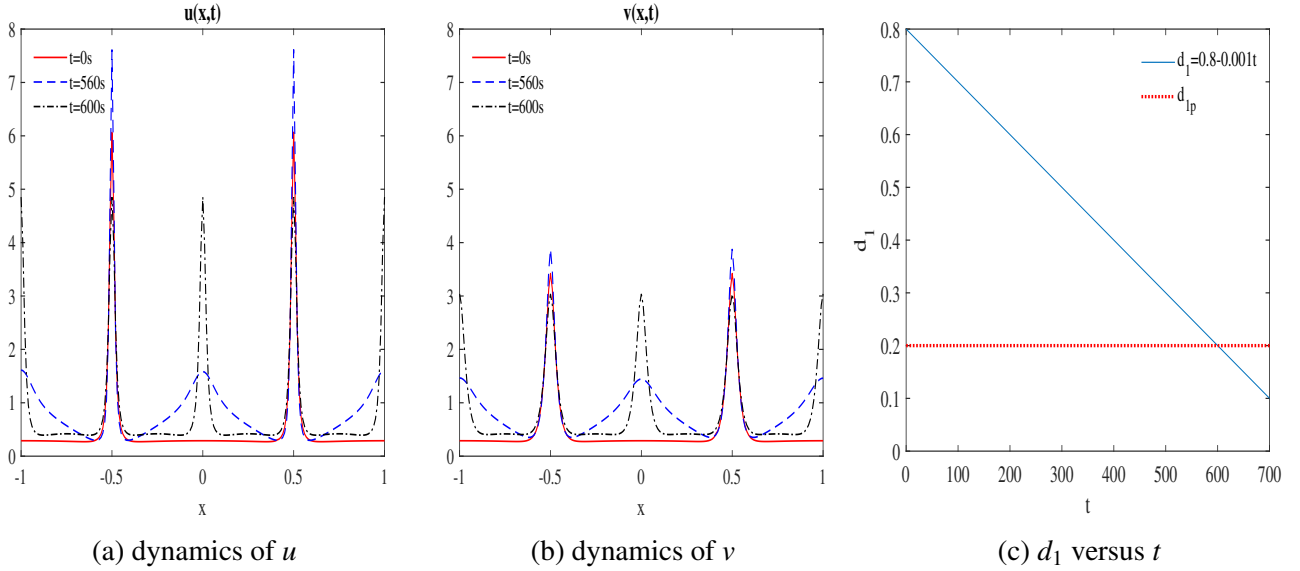 u(x,t)
8
7
6
5
4
3
2
1
0
-1
-0.5
0
0.5
1
x
t=0s
t=560s
t=600s
(a) dynamics of u
v(x,t)
8
7
6
5
4
3
2
1
0
-1
-0.5
0
0.5
1
x
t=0s
t=560s
t=600s
(b) dynamics of v
0.8
0.7
0.6
0.5
0.4
0.3
0.2
0.1
0
d₁
0
100
200
300
400
500
600
700
t
d₁=0.8-0.001t
d₁ₚ
(c) d₁ versus t